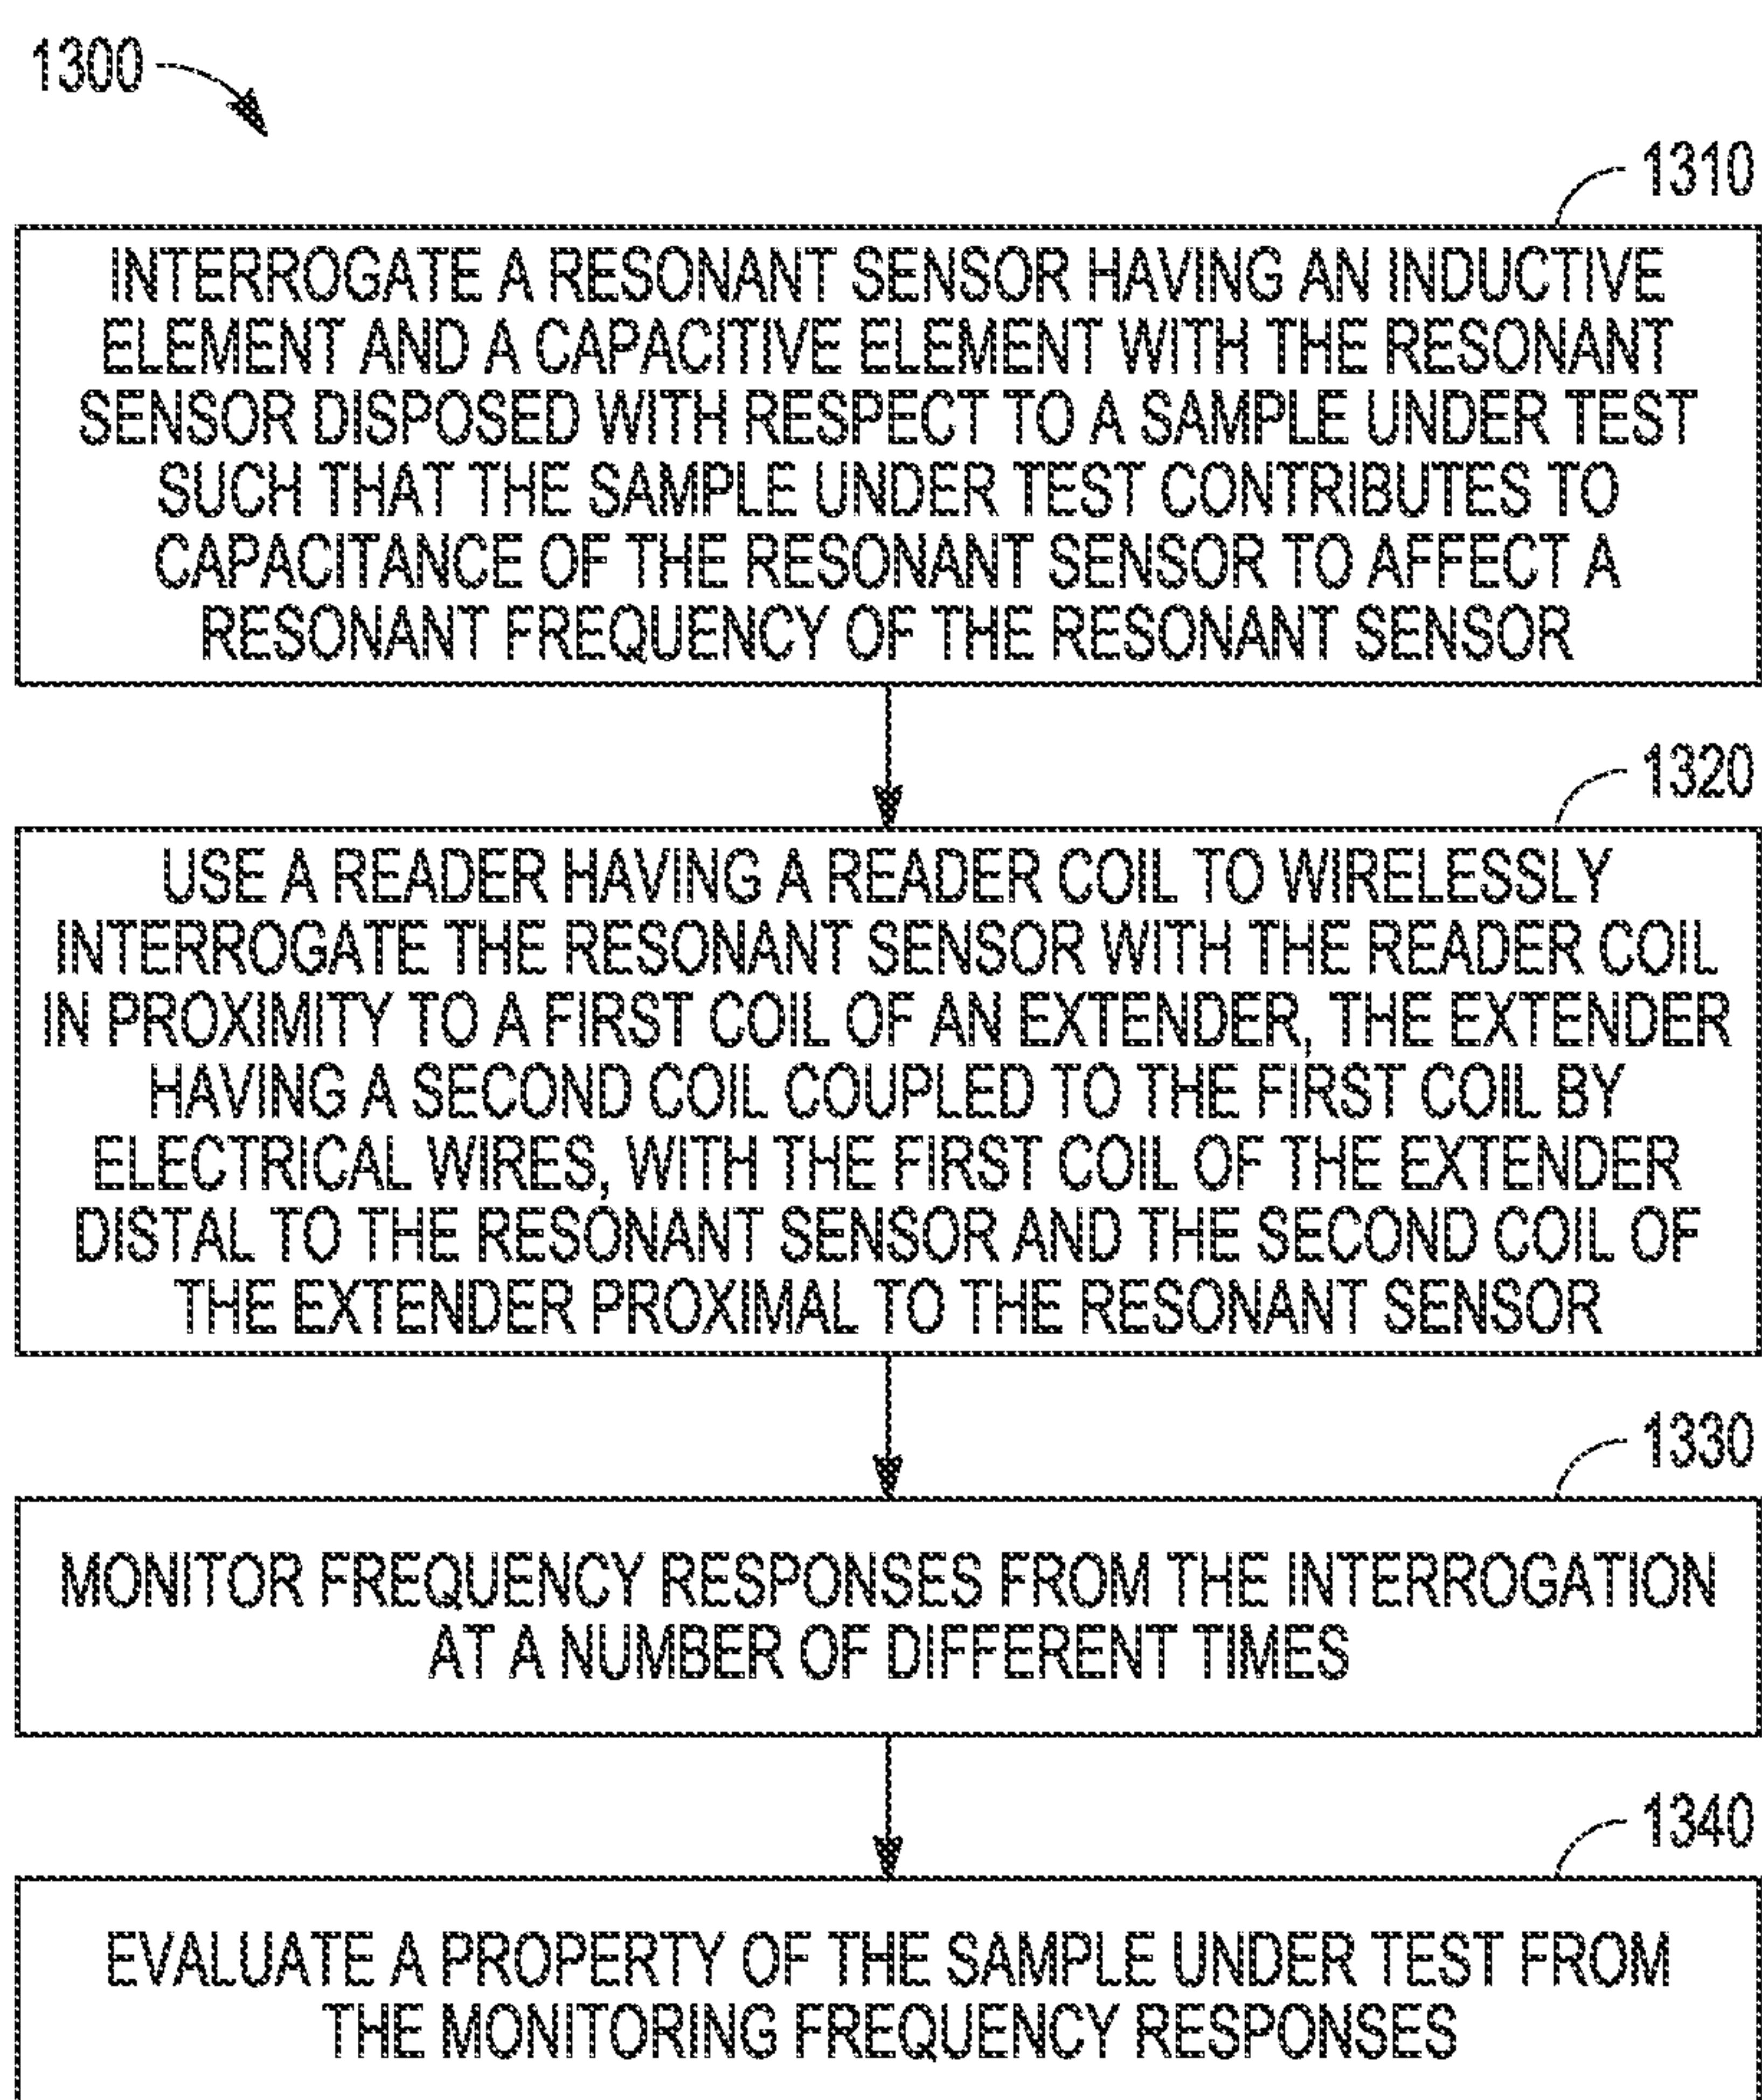 1300
1310
INTERROGATE A RESONANT SENSOR HAVING AN INDUCTIVE
ELEMENT AND A CAPACITIVE ELEMENT WITH THE RESONANT
SENSOR DISPOSED WITH RESPECT TO A SAMPLE UNDER TEST
SUCH THAT THE SAMPLE UNDER TEST CONTRIBUTES TO
CAPACITANCE OF THE RESONANT SENSOR TO AFFECT A
RESONANT FREQUENCY OF THE RESONANT SENSOR
1320
USE A READER HAVING A READER COIL TO WIRELESSLY
INTERROGATE THE RESONANT SENSOR WITH THE READER COIL
IN PROXIMITY TO A FIRST COIL OF AN EXTENDER, THE EXTENDER
HAVING A SECOND COIL COUPLED TO THE FIRST COIL BY
ELECTRICAL WIRES, WITH THE FIRST COIL OF THE EXTENDER
DISTAL TO THE RESONANT SENSOR AND THE SECOND COIL OF
THE EXTENDER PROXIMAL TO THE RESONANT SENSOR
1330
MONITOR FREQUENCY RESPONSES FROM THE INTERROGATION
AT A NUMBER OF DIFFERENT TIMES
1340
EVALUATE A PROPERTY OF THE SAMPLE UNDER TEST FROM
THE MONITORING FREQUENCY RESPONSES